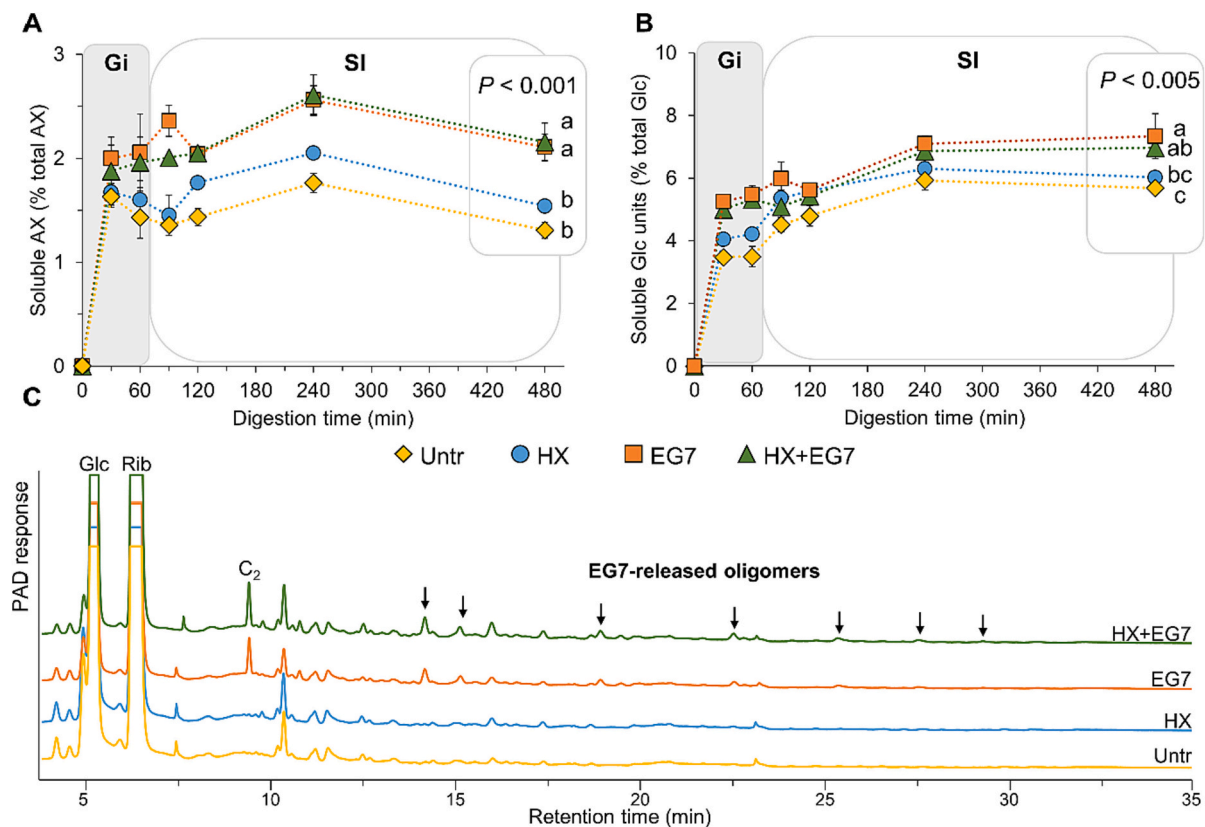 A
Gi
SI
P < 0.001
a
a
b
b
Soluble AX (% total AX)
3
2
1
0
0 60 120 180 240 300 360 420 480
Digestion time (min)
B
Gi
SI
P < 0.005
a
ab
bc
c
Soluble Glc units (% total Glc)
10
8
6
4
2
0
0 60 120 180 240 300 360 420 480
Digestion time (min)
C
Untr HX EG7 HX+EG7
Glc Rib
C₂
EG7-released oligomers
PAD response
HX+EG7
EG7
HX
Untr
5 10 15 20 25 30 35
Retention time (min)